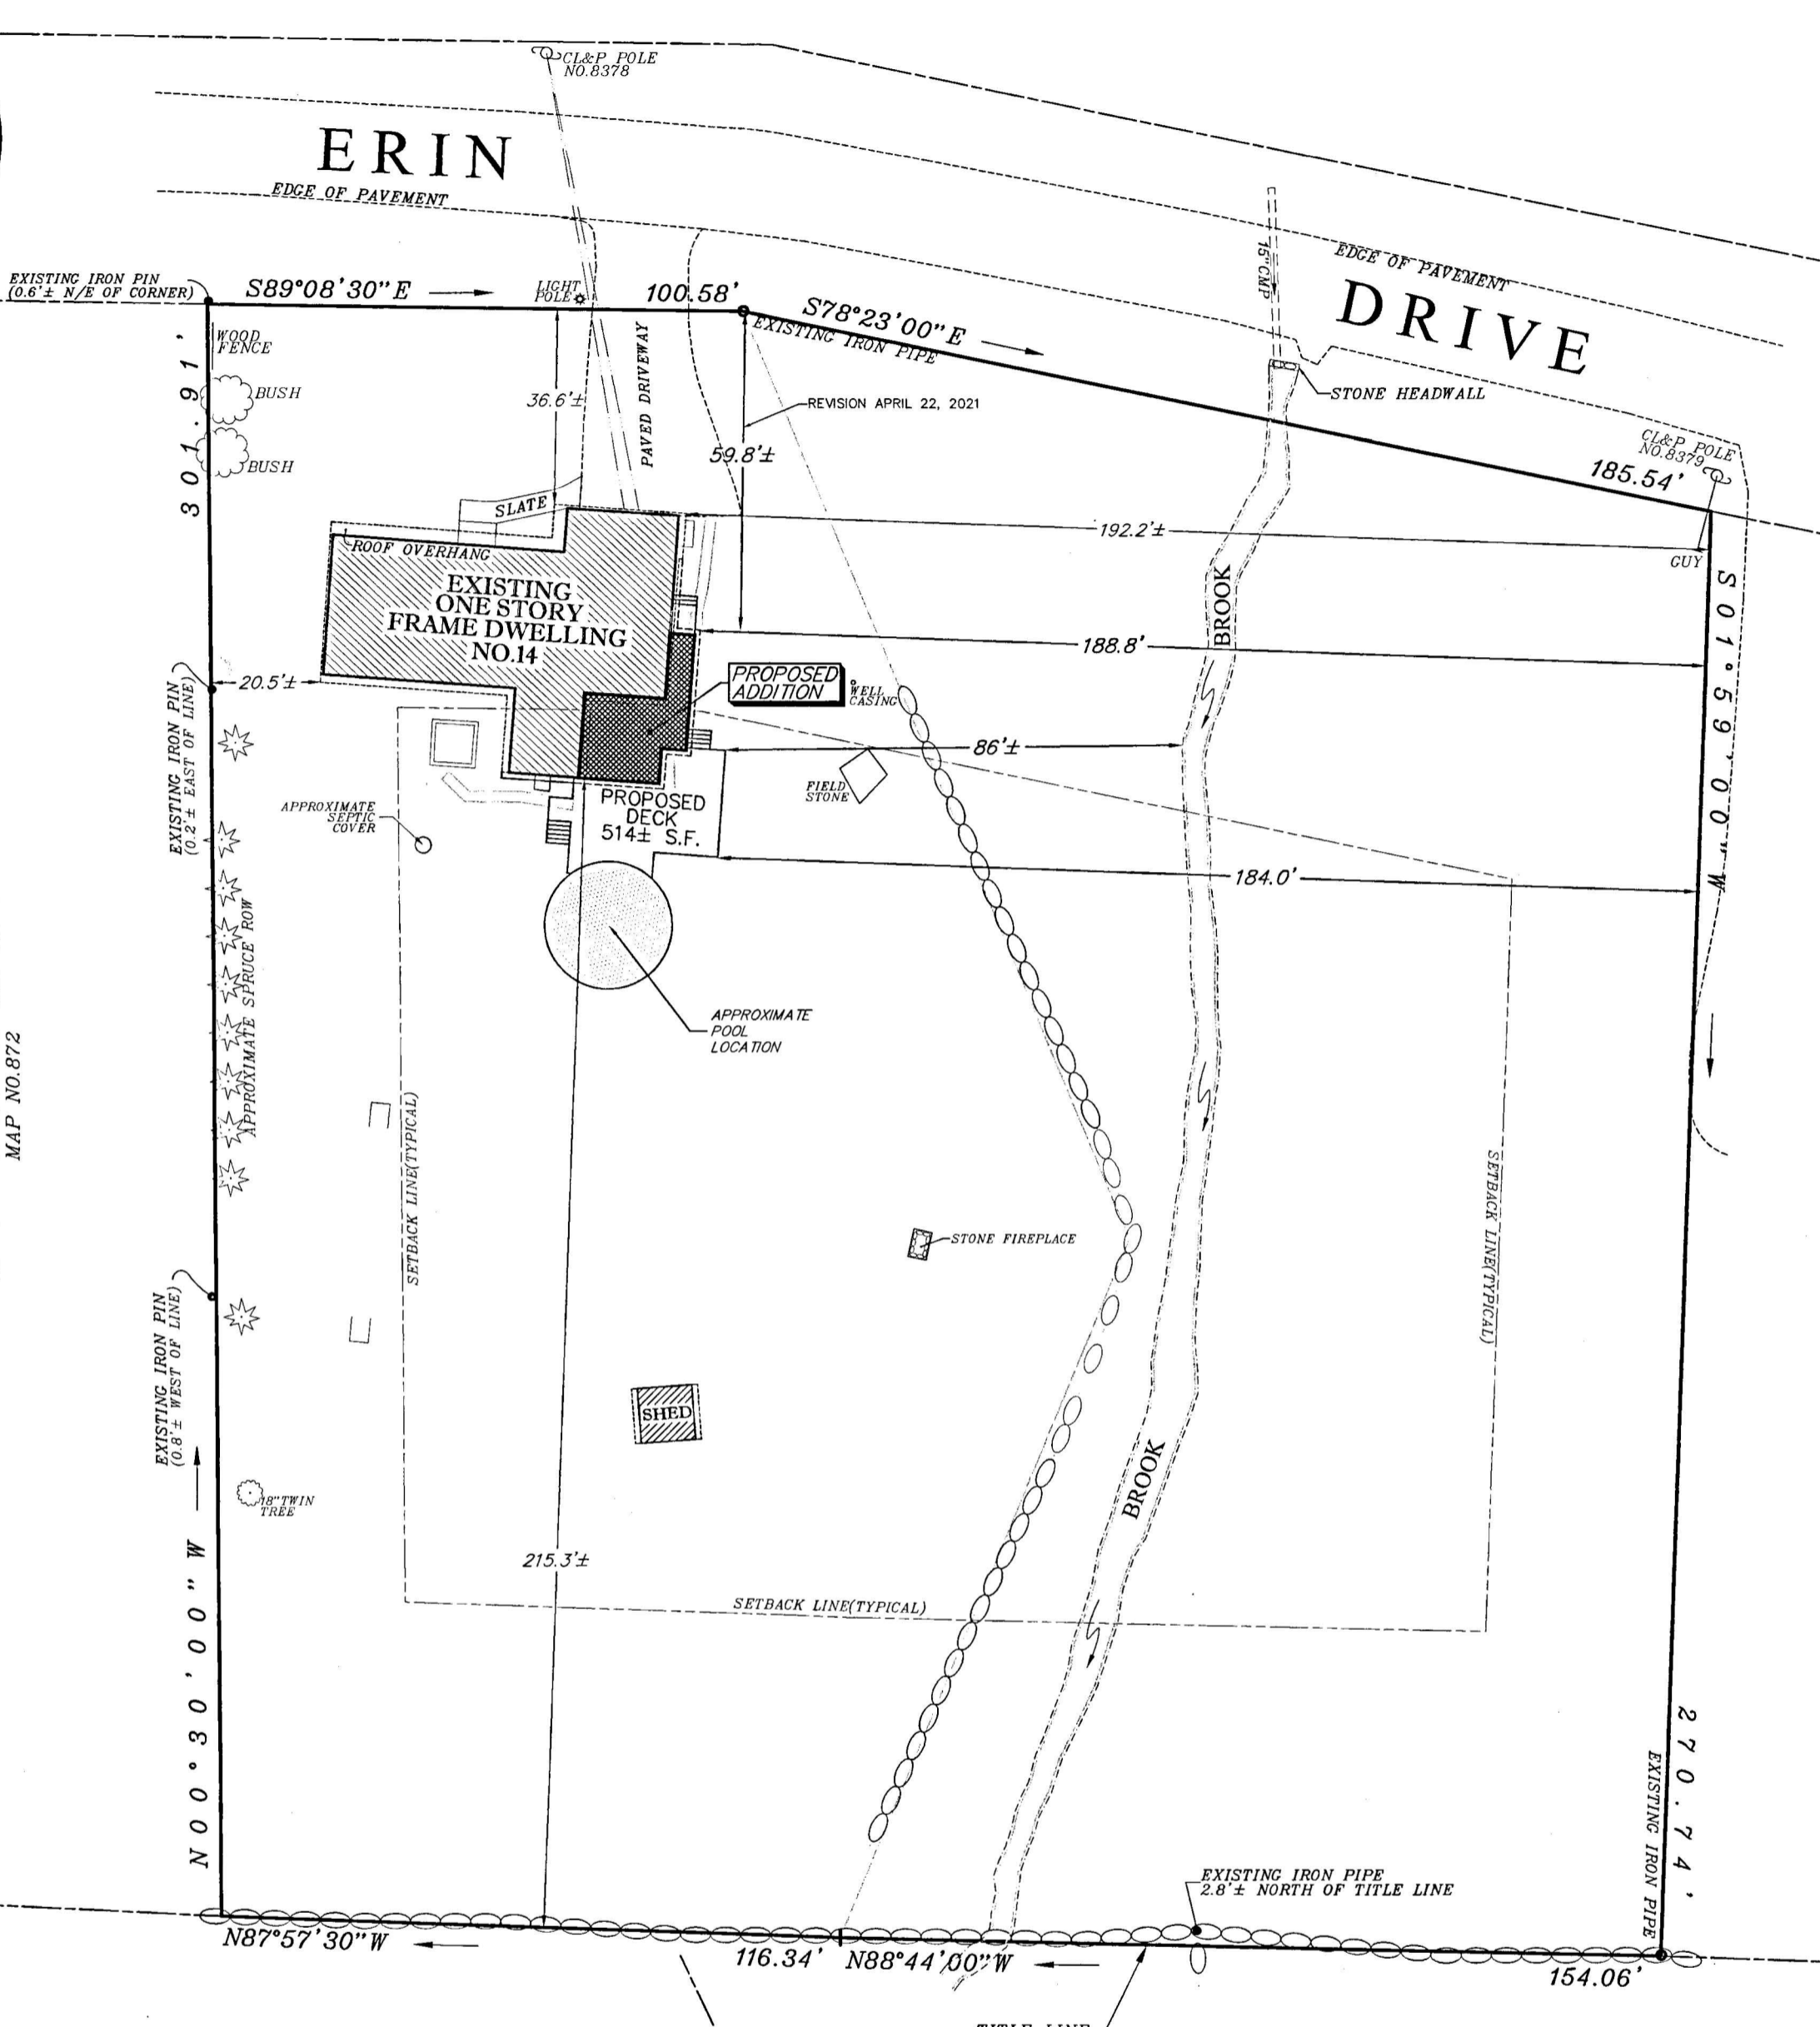 CL&P POLE
NO.8378
ERIN
EDGE OF PAVEMENT
EXISTING IRON PIN
(0.6'± N/E OF CORNER)
S89°08'30"E
LIGHT
POLE
100.58'
S78°23'00"E
EXISTING IRON PIPE
15"CMP
EDGE OF PAVEMENT
DRIVE
STONE HEADWALL
CL&P POLE
NO.8379
185.54'
GUY
WOOD
FENCE
BUSH
BUSH
301.91'
36.6'±
PAVED DRIVEWAY
REVISION APRIL 22, 2021
59.8'±
SLATE
ROOF OVERHANG
192.2'±
EXISTING
ONE STORY
FRAME DWELLING
NO.14
BROOK
188.8'
S01°59'00"W
20.5'±
EXISTING IRON PIN
(0.2'± EAST OF LINE)
PROPOSED
ADDITION
WELL
CASING
86'±
FIELD
STONE
APPROXIMATE
SEPTIC
COVER
PROPOSED
DECK
514± S.F.
184.0'
APPROXIMATE SPRUCE ROW
APPROXIMATE
POOL
LOCATION
MAP NO.872
SETBACK LINE(TYPICAL)
SETBACK LINE(TYPICAL)
STONE FIREPLACE
EXISTING IRON PIN
(0.8'± WEST OF LINE)
SHED
BROOK
18"TWIN
TREE
215.3'±
SETBACK LINE(TYPICAL)
N00°30'00"W
270.74'
EXISTING IRON PIPE
EXISTING IRON PIPE
2.8'± NORTH OF TITLE LINE
N87°57'30"W
116.34'
N88°44'00"W
154.06'
TITLE LINE